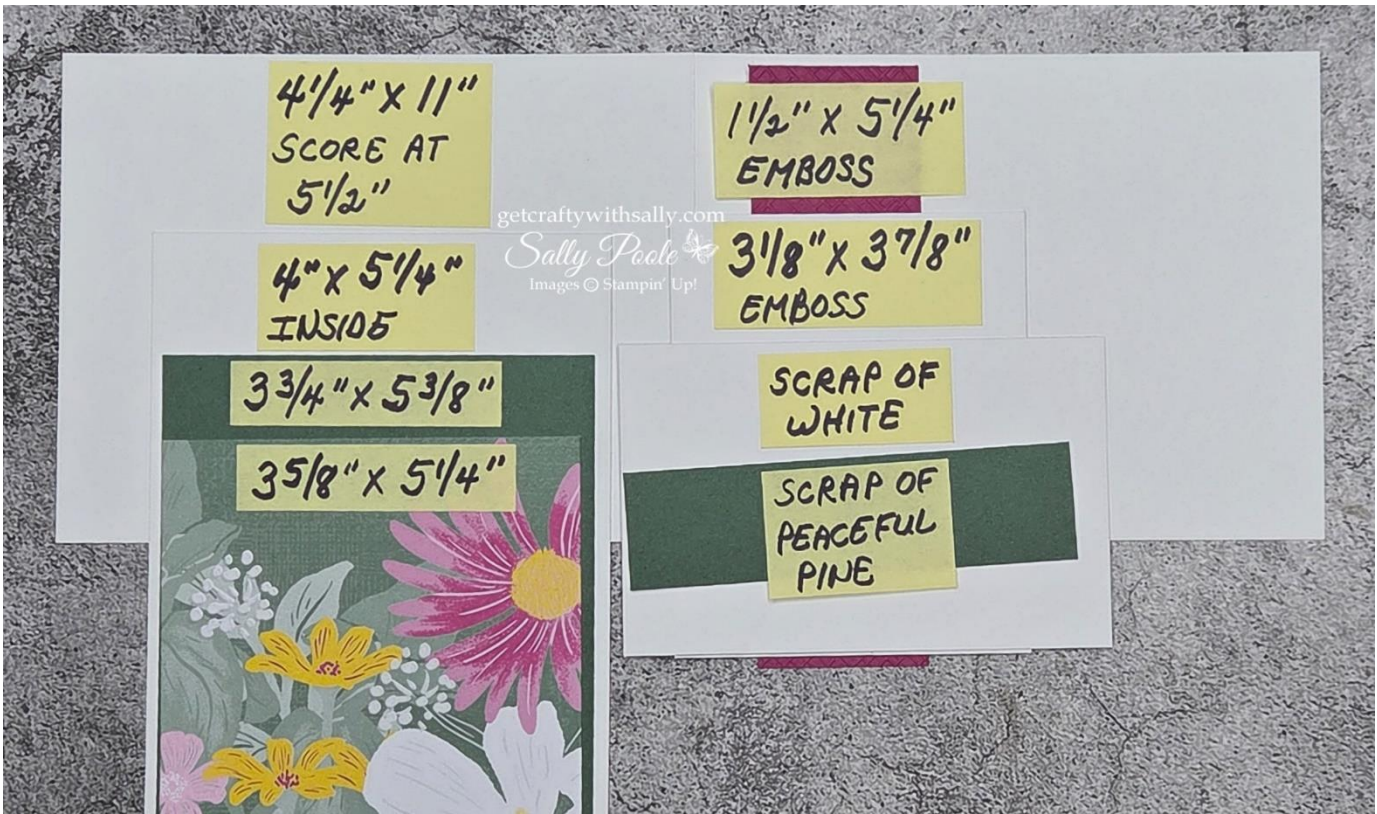 4 1/4" X 11"
SCORE AT
5 1/2"
1 1/2" X 5 1/4"
EMBOSS
getcraftywithsally.com
Sally Poole
Images © Stampin' Up!
4" X 5 1/4"
INSIDE
3 1/8" X 3 7/8"
EMBOSS
3 3/4" X 5 3/8"
3 5/8" X 5 1/4"
SCRAP OF
WHITE
SCRAP OF
PEACEFUL
PINE